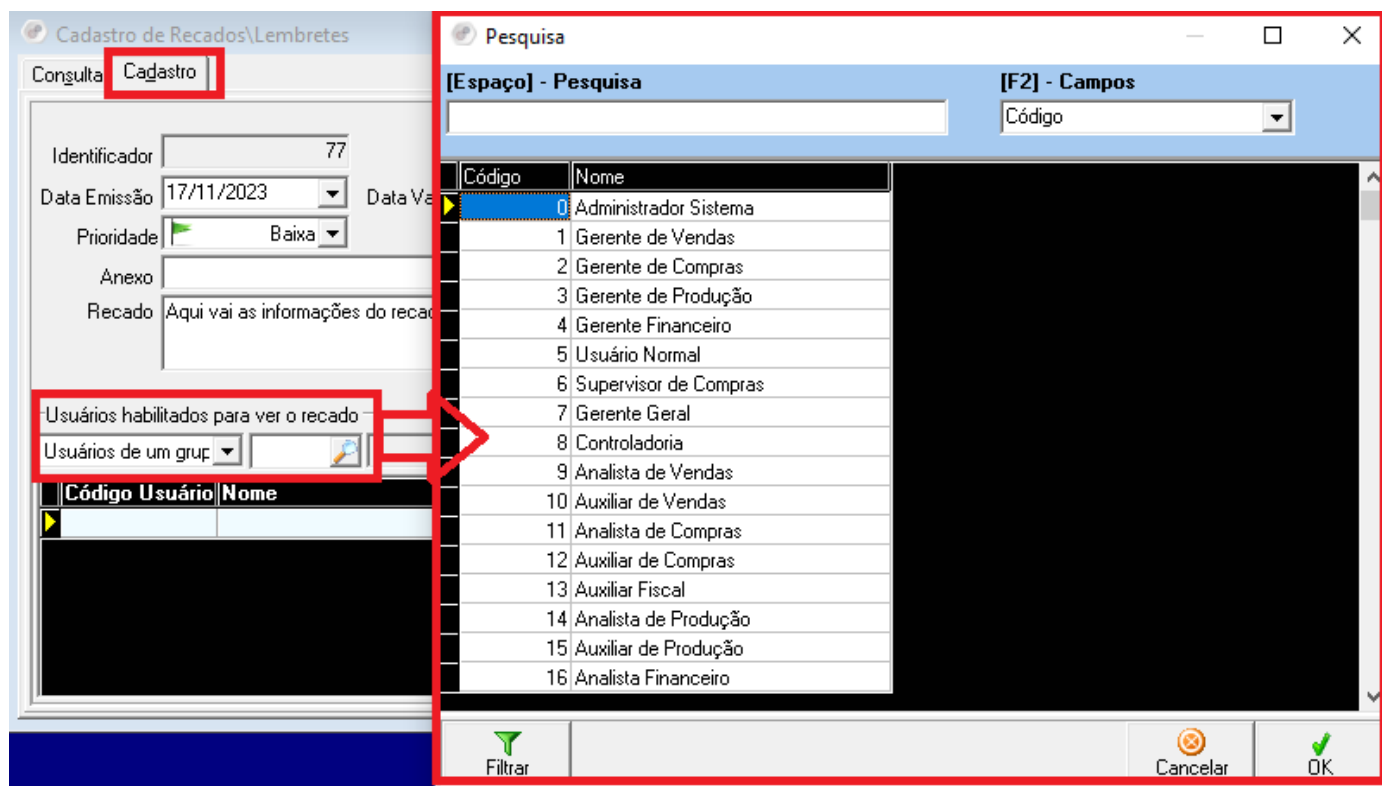 Cadastro de Recados\Lembretes
Consulta Cadastro
Identificador 77
Data Emissão 17/11/2023 Data Va
Prioridade Baixa
Anexo
Recado Aqui vai as informações do recad
Usuários habilitados para ver o recado
Usuários de um grup
Código Usuário Nome
Pesquisa
[Espaço] - Pesquisa [F2] - Campos
Código
Código Nome
0 Administrador Sistema
1 Gerente de Vendas
2 Gerente de Compras
3 Gerente de Produção
4 Gerente Financeiro
5 Usuário Normal
6 Supervisor de Compras
7 Gerente Geral
8 Controladoria
9 Analista de Vendas
10 Auxiliar de Vendas
11 Analista de Compras
12 Auxiliar de Compras
13 Auxiliar Fiscal
14 Analista de Produção
15 Auxiliar de Produção
16 Analista Financeiro
Filtrar Cancelar OK